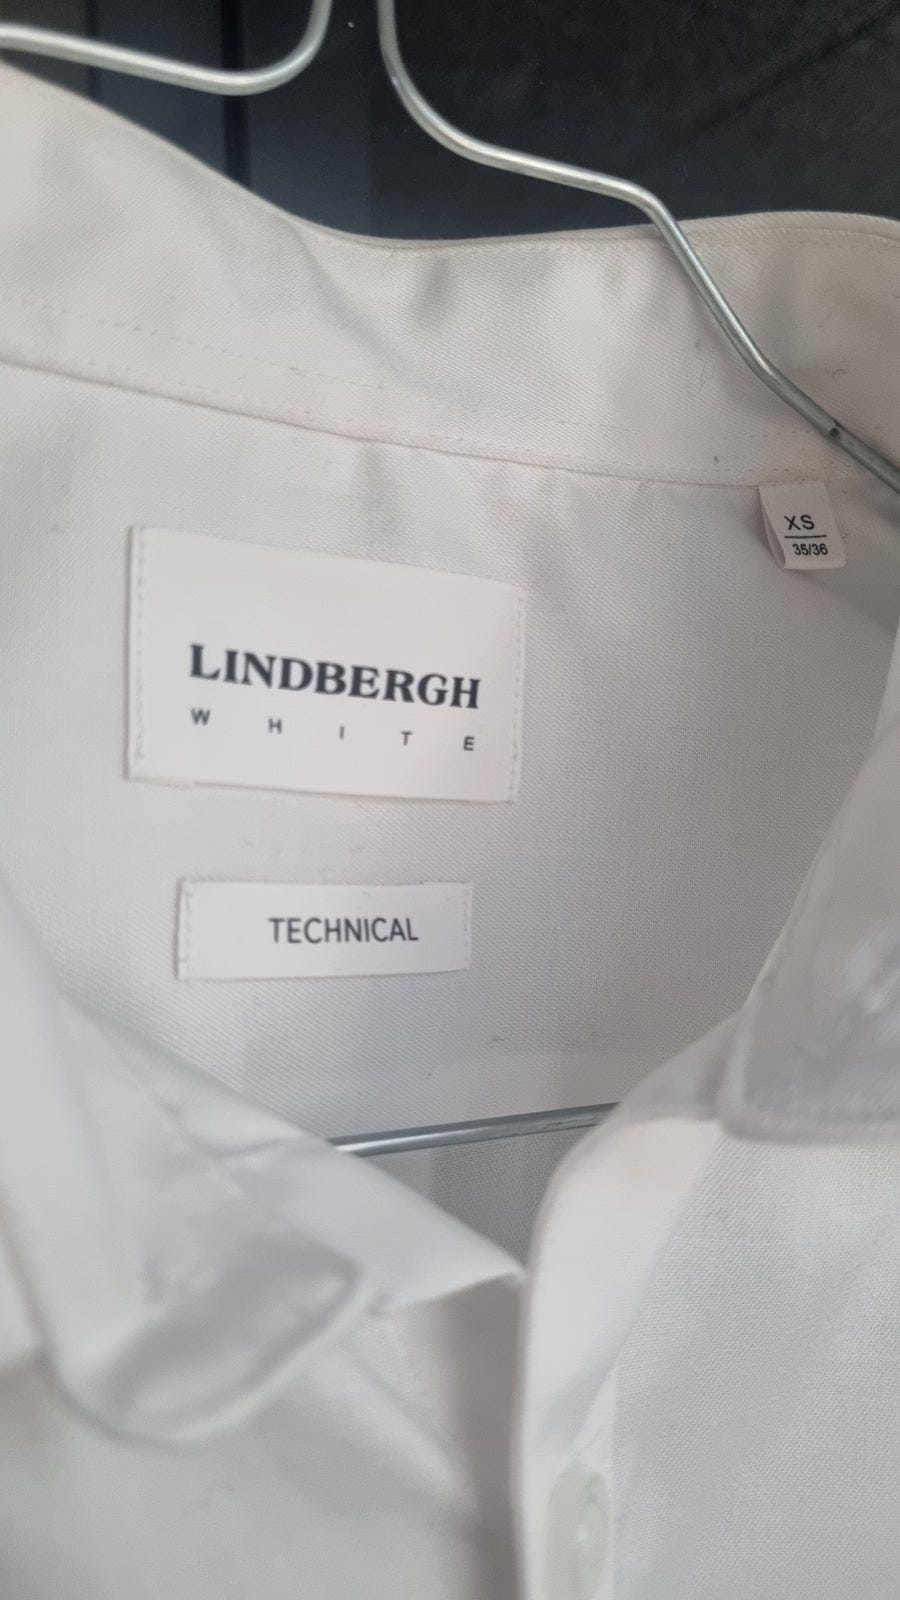 XS
35/36
LINDBERGH
WHITE
TECHNICAL